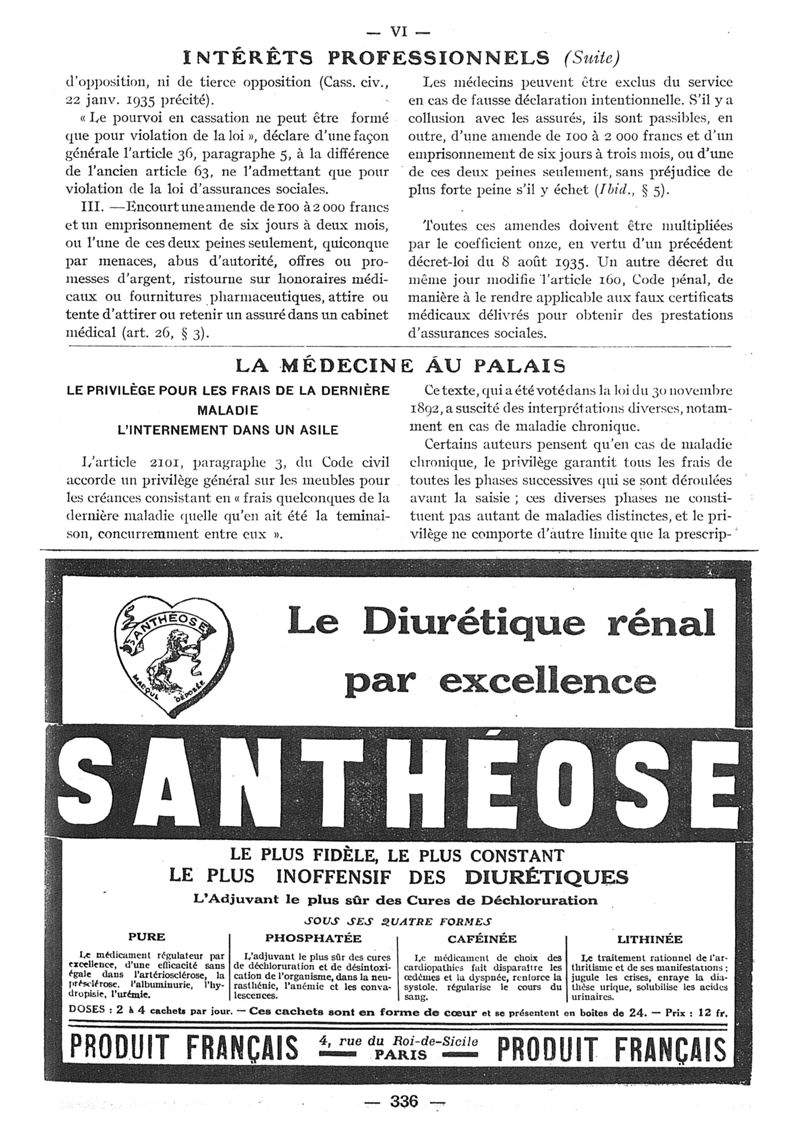 — VI —
INTÉRÊTS PROFESSIONNELS (Suite)
d'opposition, ni de tierce opposition (Cass. civ.,
22 janv. 1935 précité).
« Le pourvoi en cassation ne peut être formé
que pour violation de la loi », déclare d'une façon
générale l'article 36, paragraphe 5, à la différence
de l'ancien article 63, ne l'admettant que pour
violation de la loi d'assurances sociales.
III. — Encourt une amende de 100 à 2 000 francs
et un emprisonnement de six jours à deux mois,
ou l'une de ces deux peines seulement, quiconque
par menaces, abus d'autorité, offres ou pro-
messes d'argent, ristourne sur honoraires médi-
caux ou fournitures pharmaceutiques, attire ou
tente d'attirer ou retenir un assuré dans un cabinet
médical (art. 26, § 3).
Les médecins peuvent être exclus du service
en cas de fausse déclaration intentionnelle. S'il y a
collusion avec les assurés, ils sont passibles, en
outre, d'une amende de 100 à 2 000 francs et d'un
emprisonnement de six jours à trois mois, ou d'une
de ces deux peines seulement, sans préjudice de
plus forte peine s'il y échet (Ibid., § 5).
Toutes ces amendes doivent être multipliées
par le coefficient onze, en vertu d'un précédent
décret-loi du 8 août 1935. Un autre décret du
même jour modifie l'article 160, Code pénal, de
manière à le rendre applicable aux faux certificats
médicaux délivrés pour obtenir des prestations
d'assurances sociales.
LA MÉDECINE AU PALAIS
LE PRIVILÈGE POUR LES FRAIS DE LA DERNIÈRE
MALADIE
L'INTERNEMENT DANS UN ASILE
L'article 2101, paragraphe 3, du Code civil
accorde un privilège général sur les meubles pour
les créances consistant en « frais quelconques de la
dernière maladie quelle qu'en ait été la teminai-
son, concurremment entre eux ».
Ce texte, qui a été voté dans la loi du 30 novembre
1892, a suscité des interprétations diverses, notam-
ment en cas de maladie chronique.
Certains auteurs pensent qu'en cas de maladie
chronique, le privilège garantit tous les frais de
toutes les phases successives qui se sont déroulées
avant la saisie ; ces diverses phases ne consti-
tuent pas autant de maladies distinctes, et le pri-
vilège ne comporte d'autre limite que la prescrip-
SANTHÉOSE
MARQUE DÉPOSÉE
Le Diurétique rénal
par excellence
SANTHÉOSE
LE PLUS FIDÈLE, LE PLUS CONSTANT
LE PLUS INOFFENSIF DES DIURÉTIQUES
L'Adjuvant le plus sûr des Cures de Déchloruration
SOUS SES QUATRE FORMES
PURE
Le médicament régulateur par
excellence, d'une efficacité sans
égale dans l'artériosclérose, la
présclérose, l'albuminurie, l'hy-
dropisie, l'urémie.
PHOSPHATÉE
L'adjuvant le plus sûr des cures
de déchloruration et de désintoxi-
cation de l'organisme, dans la neu-
rasthénie, l'anémie et les conva-
lescences.
CAFÉINÉE
Le médicament de choix des
cardiopathies fait disparaître les
œdèmes et la dyspnée, renforce la
systole, régularise le cours du
sang.
LITHINÉE
Le traitement rationnel de l'ar-
thritisme et de ses manifestations ;
jugule les crises, enraye la dia-
thèse urique, solubilise les acides
urinaires.
DOSES : 2 à 4 cachets par jour. — Ces cachets sont en forme de cœur et se présentent en boites de 24. — Prix : 12 fr.
PRODUIT FRANÇAIS
4, rue du Roi-de-Sicile
PARIS
PRODUIT FRANÇAIS
— 336 —